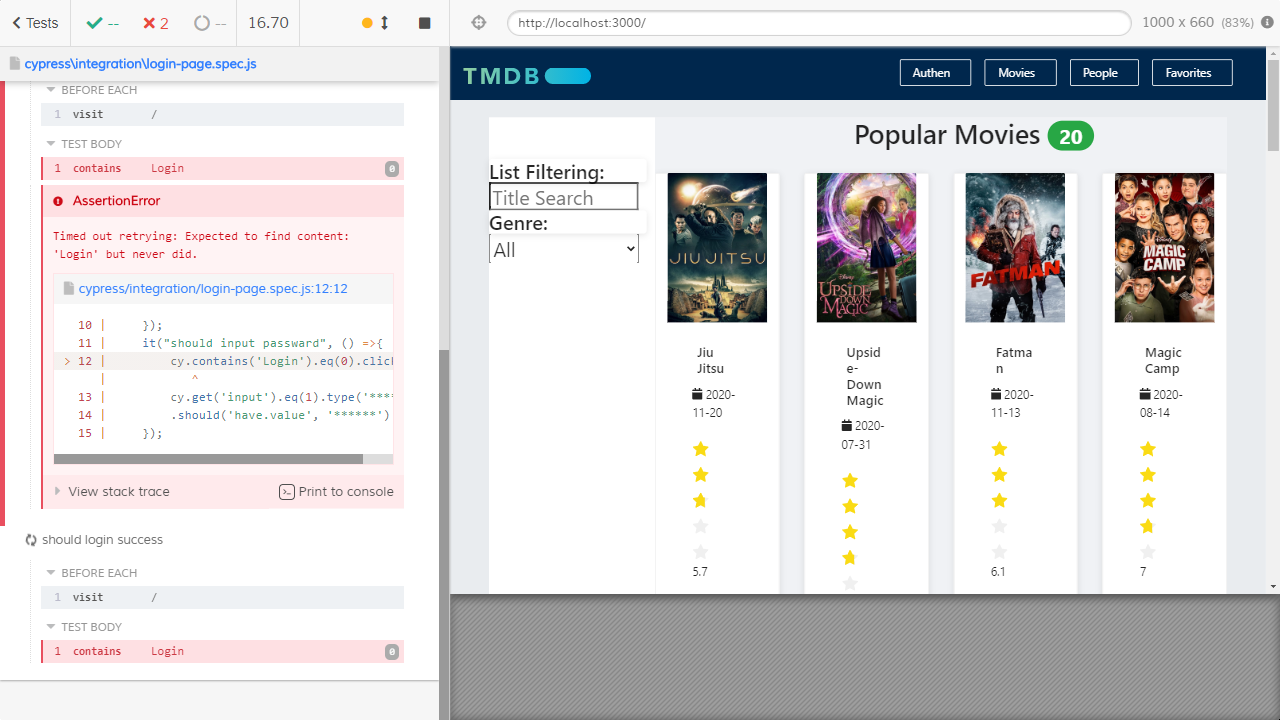 Tests
--
2
--
16.70
http://localhost:3000/
1000 x 660 (83%)
cypress\integration\login-page.spec.js
BEFORE EACH
1 visit /
TEST BODY
1 contains Login 0
AssertionError
Timed out retrying: Expected to find content:
'Login' but never did.
cypress/integration/login-page.spec.js:12:12
10 | });
11 | it("should input passward", () =>{
> 12 | cy.contains('Login').eq(0).click
| ^
13 | cy.get('input').eq(1).type('****
14 | .should('have.value', '******')
15 | });
View stack trace
Print to console
should login success
BEFORE EACH
1 visit /
TEST BODY
1 contains Login 0
TMDB
Authen
Movies
People
Favorites
Popular Movies 20
List Filtering:
Title Search
Genre:
All
JIU JITSU
Disney
UPSIDE
DOWN
MAGIC
FATMAN
Disney
MAGIC
CAMP
Jiu
Jitsu
2020-
11-20
5.7
Upsid
e-
Down
Magic
2020-
07-31
Fatma
n
2020-
11-13
6.1
Magic
Camp
2020-
08-14
7